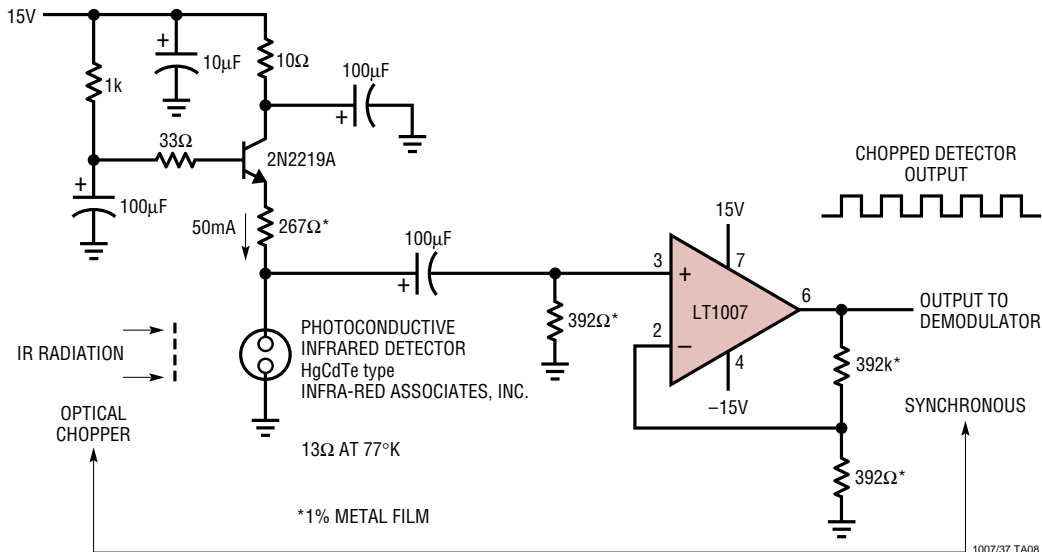 15V
1k
+
10μF
10Ω
100μF
+
33Ω
2N2219A
+
100μF
50mA
267Ω*
100μF
+
IR RADIATION
OPTICAL
CHOPPER
PHOTOCONDUCTIVE
INFRARED DETECTOR
HgCdTe type
INFRA-RED ASSOCIATES, INC.
13Ω AT 77°K
*1% METAL FILM
392Ω*
3
+
2
–
LT1007
15V
7
4
–15V
6
CHOPPED DETECTOR
OUTPUT
OUTPUT TO
DEMODULATOR
392k*
SYNCHRONOUS
392Ω*
1007/37 TA08